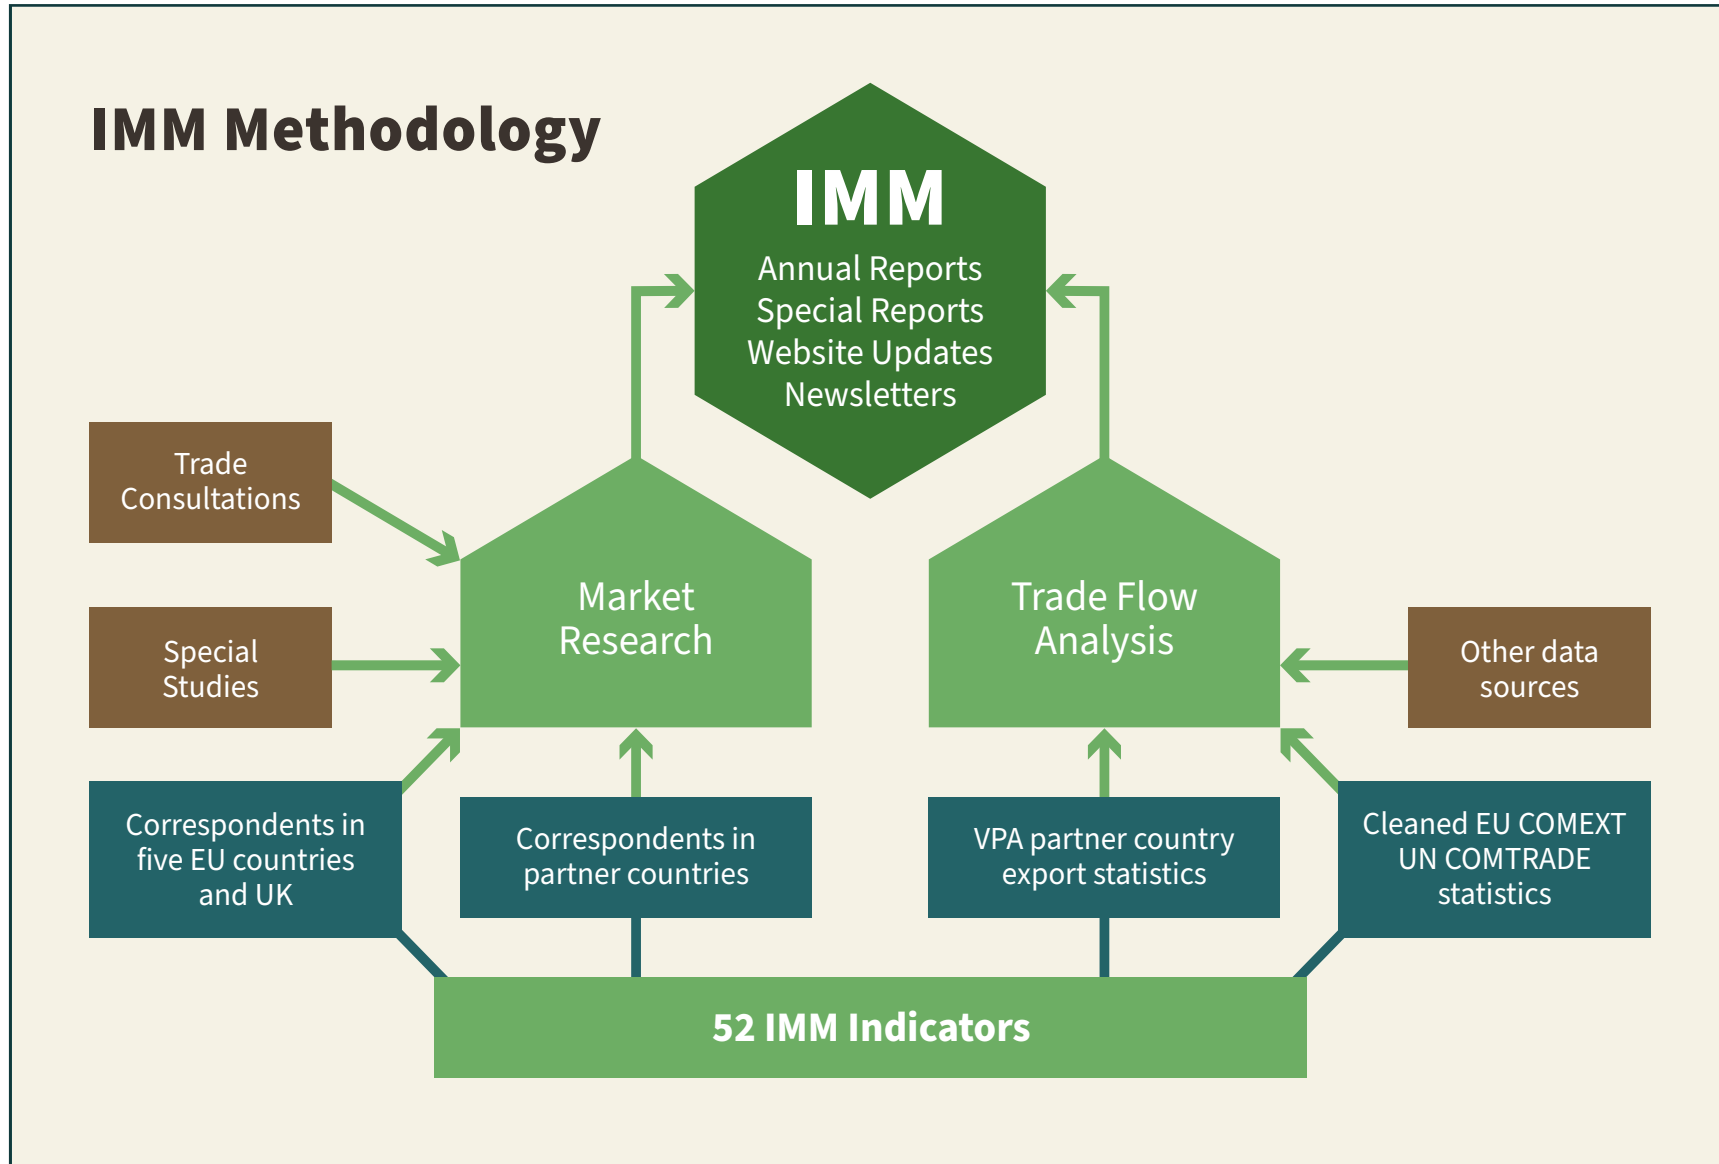 IMM Methodology
IMM
Annual Reports
Special Reports
Website Updates
Newsletters
Trade
Consultations
Market
Research
Trade Flow
Analysis
Special
Studies
Other data
sources
Correspondents in
five EU countries
and UK
Correspondents in
partner countries
VPA partner country
export statistics
Cleaned EU COMEXT
UN COMTRADE
statistics
52 IMM Indicators